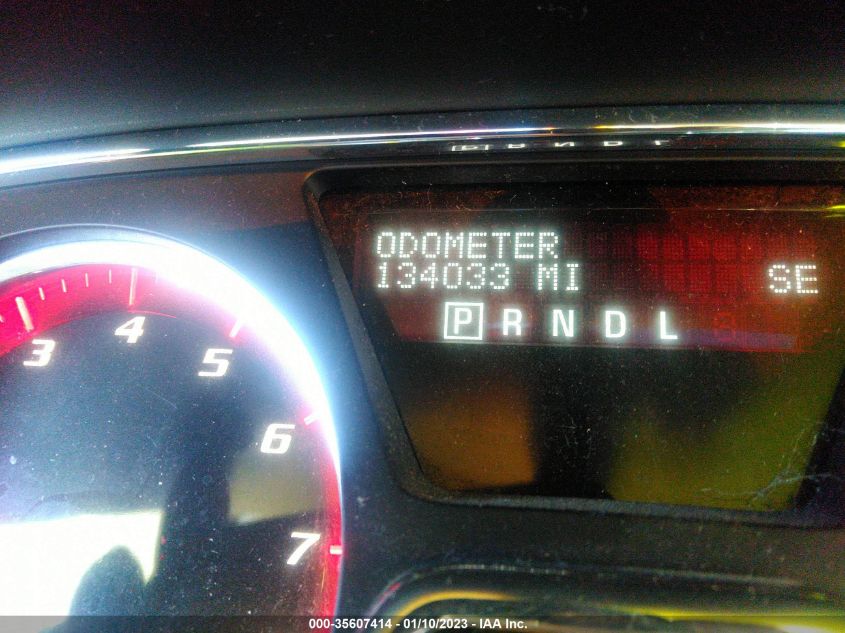 ODOMETER
134033 MI SE
P R N D L
3 4 5 6 7
000-35607414 - 01/10/2023 - IAA Inc.